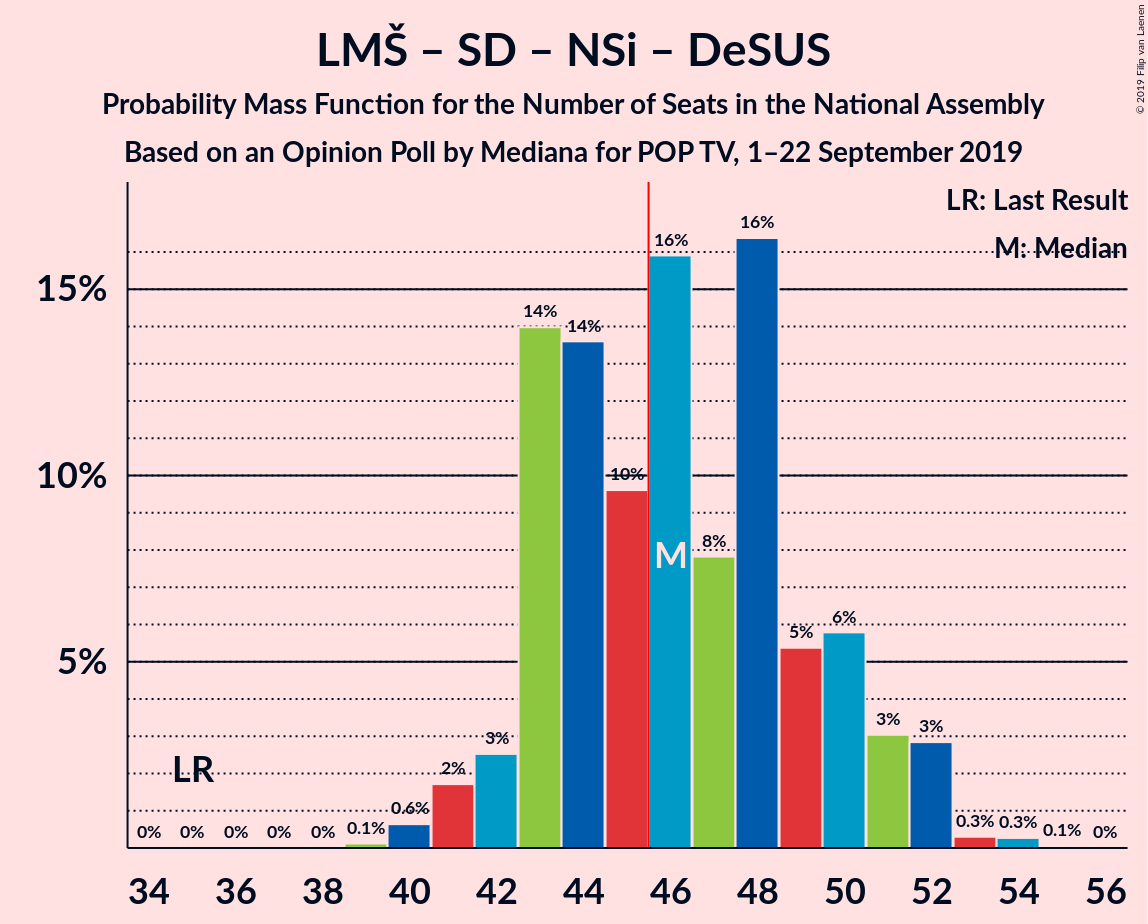 LMŠ – SD – NSi – DeSUS
Probability Mass Function for the Number of Seats in the National Assembly
Based on an Opinion Poll by Mediana for POP TV, 1–22 September 2019
© 2019 Filip van Laenen
LR: Last Result
M: Median
15%
10%
5%
0% 0% 0% 0% 0% 0.1% 0.6% 2% 3% 14% 14% 10% 16% 8% 16% 5% 6% 3% 3% 0.3% 0.3% 0.1% 0%
LR
M
34 36 38 40 42 44 46 48 50 52 54 56